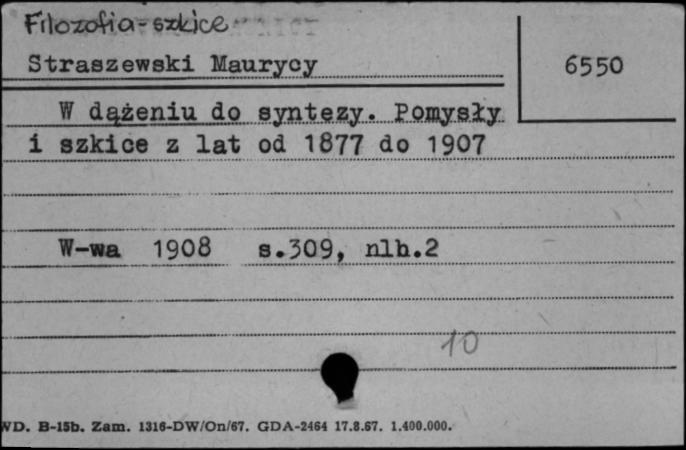 Filozofia-szkice
Straszewski Maurycy
6550
W dążeniu do syntezy. Pomysły
i szkice z lat od 1877 do 1907
W-wa 1908 s.309, nlb.2
10
WD. B-15b. Zam. 1316-DW/On/67. GDA-2464 17.8.67. 1.400.000.